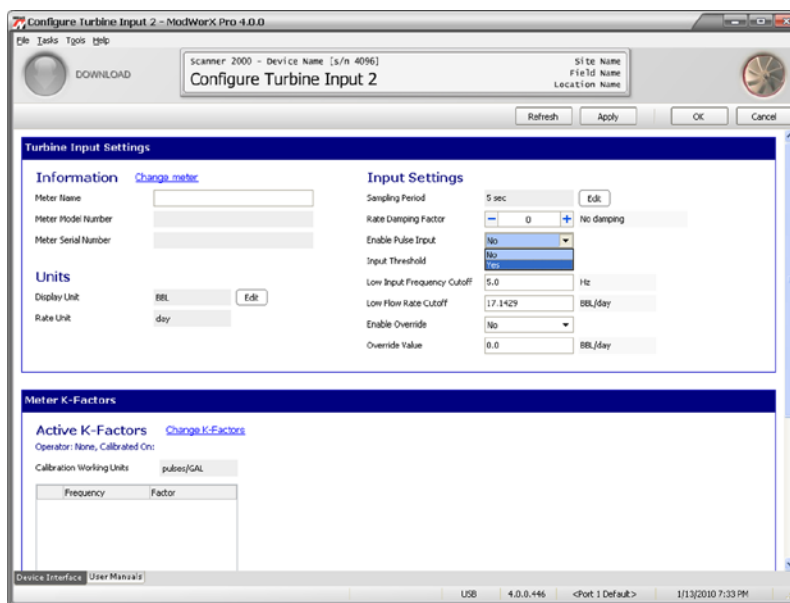 Configure Turbine Input 2 - ModWorX Pro 4.0.0
File Tasks Tools Help
DOWNLOAD
Scanner 2000 - Device Name [s/n 4096]
Configure Turbine Input 2
Site Name
Field Name
Location Name
Refresh Apply OK Cancel
Turbine Input Settings
Information Change meter
Meter Name
Meter Model Number
Meter Serial Number
Units
Display Unit BBL Edit
Rate Unit day
Input Settings
Sampling Period 5 sec Edit
Rate Damping Factor 0 No damping
Enable Pulse Input No
No
Yes
Input Threshold
Low Input Frequency Cutoff 5.0 Hz
Low Flow Rate Cutoff 17.1429 BBL/day
Enable Override No
Override Value 0.0 BBL/day
Meter K-Factors
Active K-Factors Change K-Factors
Operator: None, Calibrated On:
Calibration Working Units pulses/GAL
Frequency Factor
Device Interface User Manuals
USB 4.0.0.446 <Port 1 Default> 1/13/2010 7:33 PM